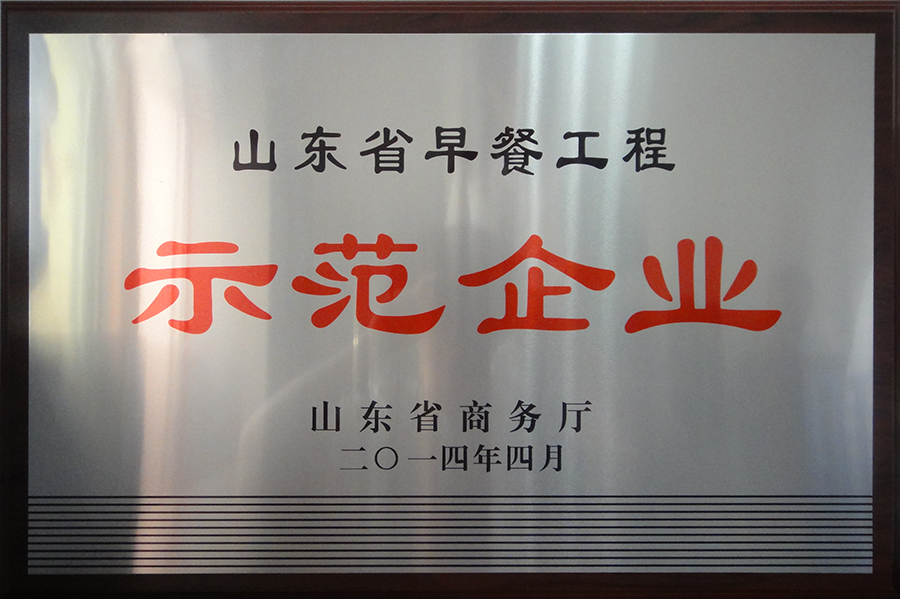 山东省早餐工程
示范企业
山东省商务厅
二〇一四年四月